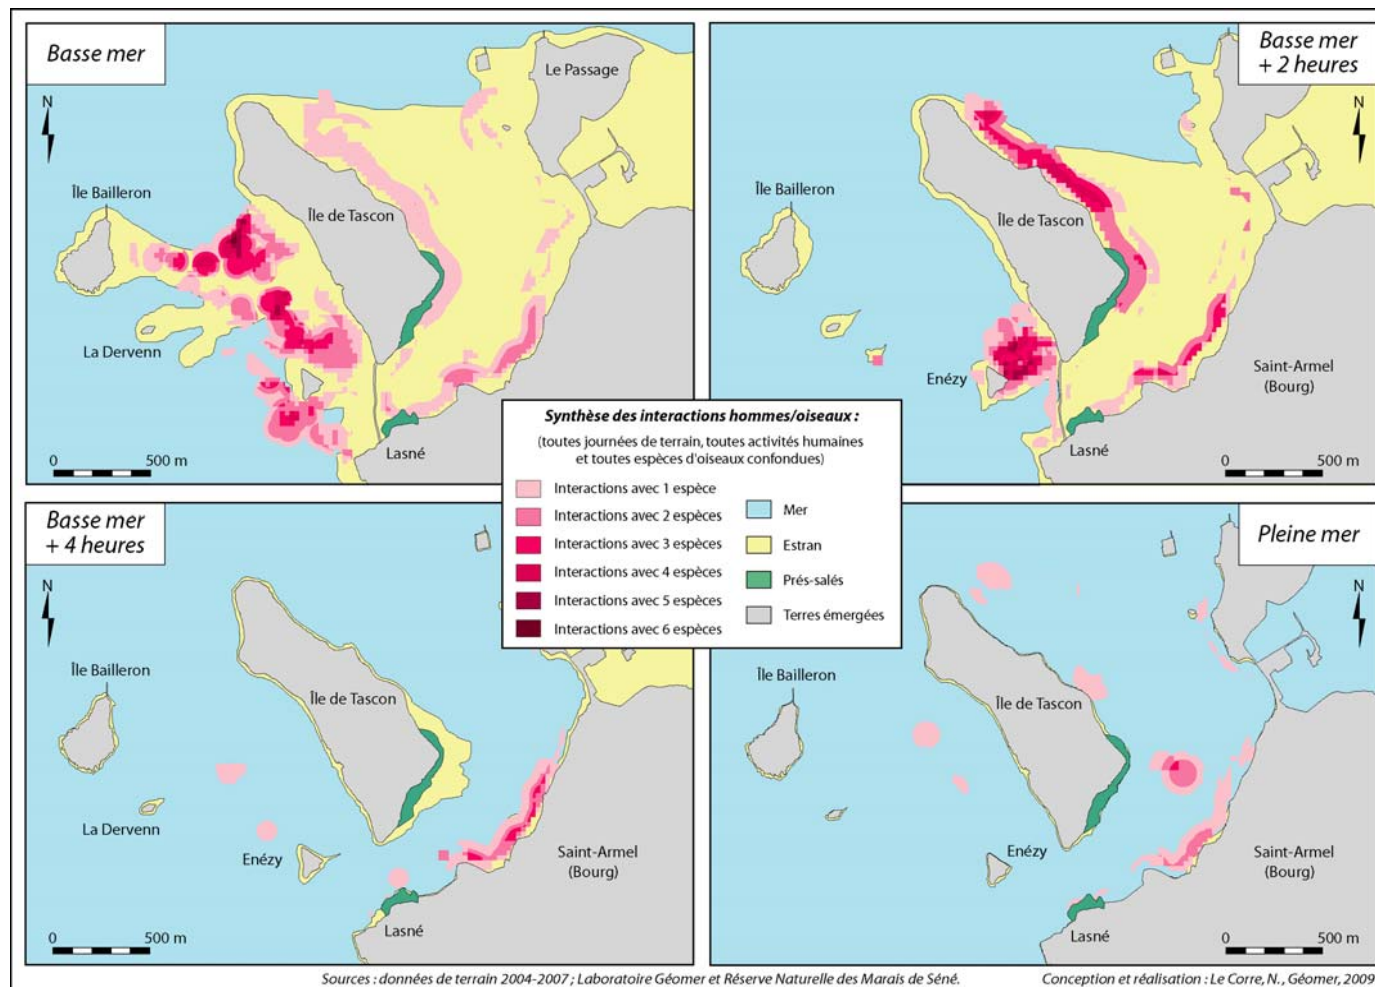 Basse mer
N
Île Bailleron
Le Passage
Île de Tascon
La Dervenn
Lasné
0 500 m
Basse mer
+ 2 heures
N
Île Bailleron
Île de Tascon
Enézy
Saint-Armel
(Bourg)
Lasné
0 500 m
Synthèse des interactions hommes/oiseaux :
(toutes journées de terrain, toutes activités humaines
et toutes espèces d'oiseaux confondues)
Interactions avec 1 espèce
Interactions avec 2 espèces
Interactions avec 3 espèces
Interactions avec 4 espèces
Interactions avec 5 espèces
Interactions avec 6 espèces
Mer
Estran
Prés-salés
Terres émergées
Basse mer
+ 4 heures
N
Île Bailleron
Île de Tascon
La Dervenn
Enézy
Saint-Armel
(Bourg)
Lasné
0 500 m
Pleine mer
N
Île Bailleron
Île de Tascon
Enézy
Saint-Armel
(Bourg)
Lasné
0 500 m
Sources : données de terrain 2004-2007 ; Laboratoire Géomer et Réserve Naturelle des Marais de Séné.
Conception et réalisation : Le Corre, N., Géomer, 2009